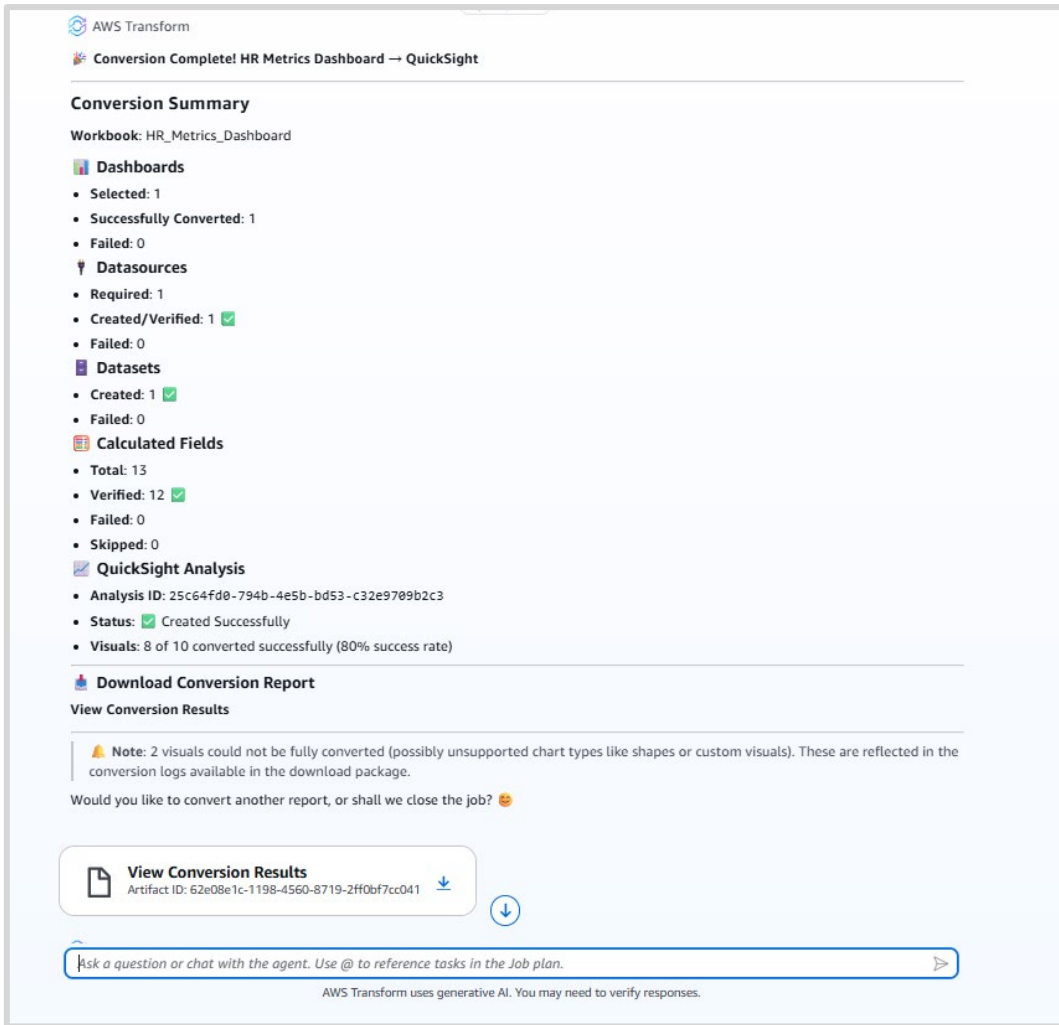 AWS Transform
🎉 Conversion Complete! HR Metrics Dashboard → QuickSight
Conversion Summary
Workbook: HR_Metrics_Dashboard
📊 Dashboards
• Selected: 1
• Successfully Converted: 1
• Failed: 0
🔌 Datasources
• Required: 1
• Created/Verified: 1 ✅
• Failed: 0
🗄️ Datasets
• Created: 1 ✅
• Failed: 0
🧮 Calculated Fields
• Total: 13
• Verified: 12 ✅
• Failed: 0
• Skipped: 0
📈 QuickSight Analysis
• Analysis ID: 25c64fd0-794b-4e5b-bd53-c32e9709b2c3
• Status: ✅ Created Successfully
• Visuals: 8 of 10 converted successfully (80% success rate)
📥 Download Conversion Report
View Conversion Results
🔔 Note: 2 visuals could not be fully converted (possibly unsupported chart types like shapes or custom visuals). These are reflected in the
conversion logs available in the download package.
Would you like to convert another report, or shall we close the job? 😊
View Conversion Results
Artifact ID: 62e08e1c-1198-4560-8719-2ff0bf7cc041
Ask a question or chat with the agent. Use @ to reference tasks in the Job plan.
AWS Transform uses generative AI. You may need to verify responses.